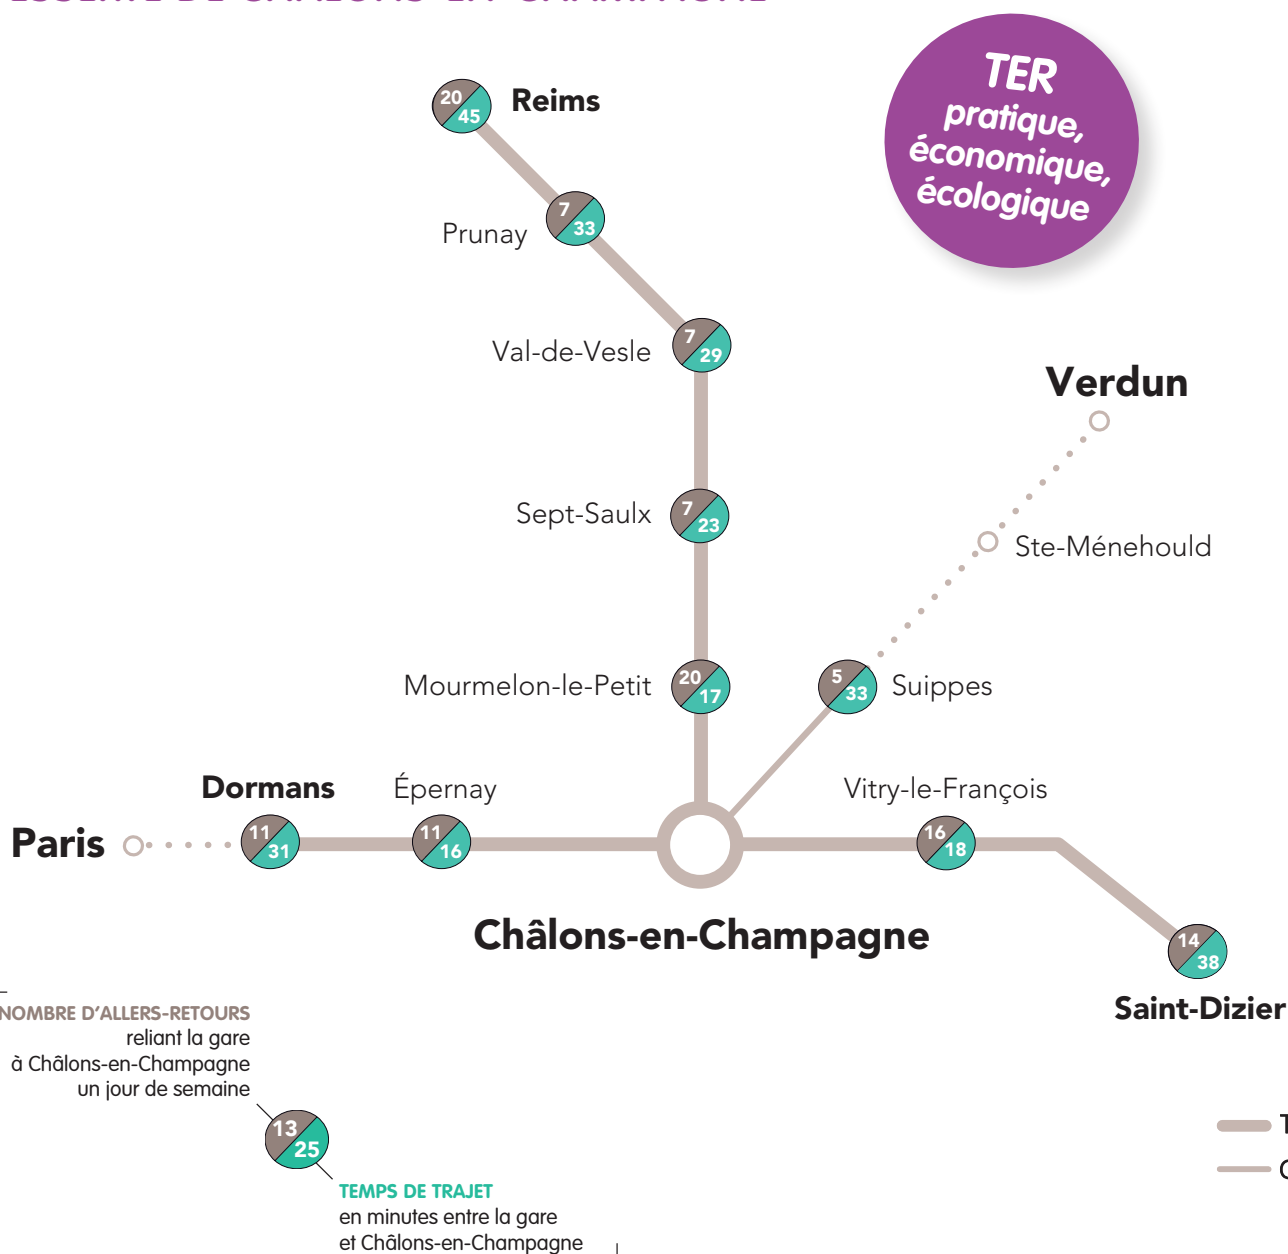 TER
pratique,
économique,
écologique
20
45
Reims
7
33
Prunay
Val-de-Vesle
7
29
Verdun
Sept-Saulx
7
23
Ste-Ménehould
Mourmelon-le-Petit
20
17
5
33
Suippes
Dormans
Épernay
Vitry-le-François
Paris
11
31
11
16
16
18
Châlons-en-Champagne
14
38
Saint-Dizier
NOMBRE D'ALLERS-RETOURS
reliant la gare
à Châlons-en-Champagne
un jour de semaine
13
25
TEMPS DE TRAJET
en minutes entre la gare
et Châlons-en-Champagne